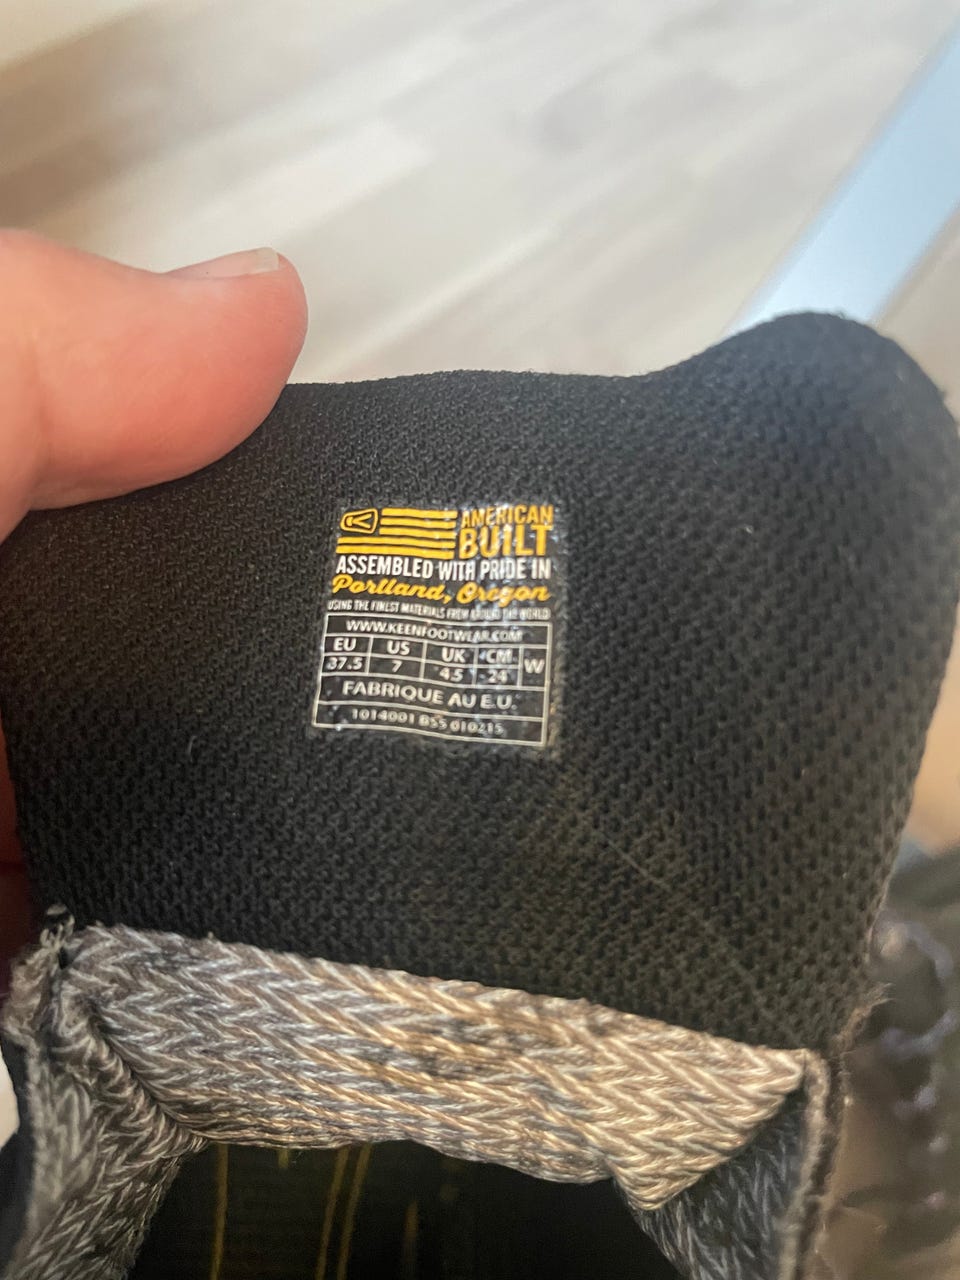 AMERICAN
BUILT
ASSEMBLED WITH PRIDE IN
Portland, Oregon
USING THE FINEST MATERIALS FROM AROUND THE WORLD
WWW.KEENFOOTWEAR.COM
EU US UK CM W
37.5 7 4.5 24
FABRIQUE AU E.U.
1014001 BSS 010215